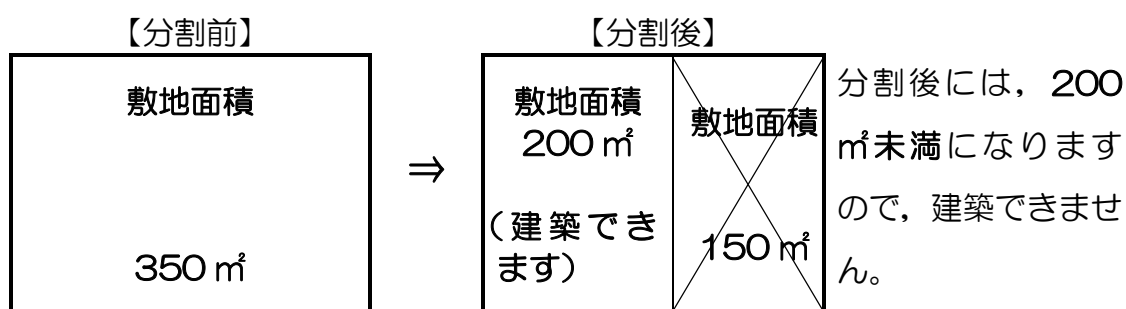 【分割前】
敷地面積
350㎡
⇒
【分割後】
敷地面積
200㎡
(建築でき
ます)
敷地面積
150㎡
分割後には,200
㎡未満になります
ので,建築できませ
ん。